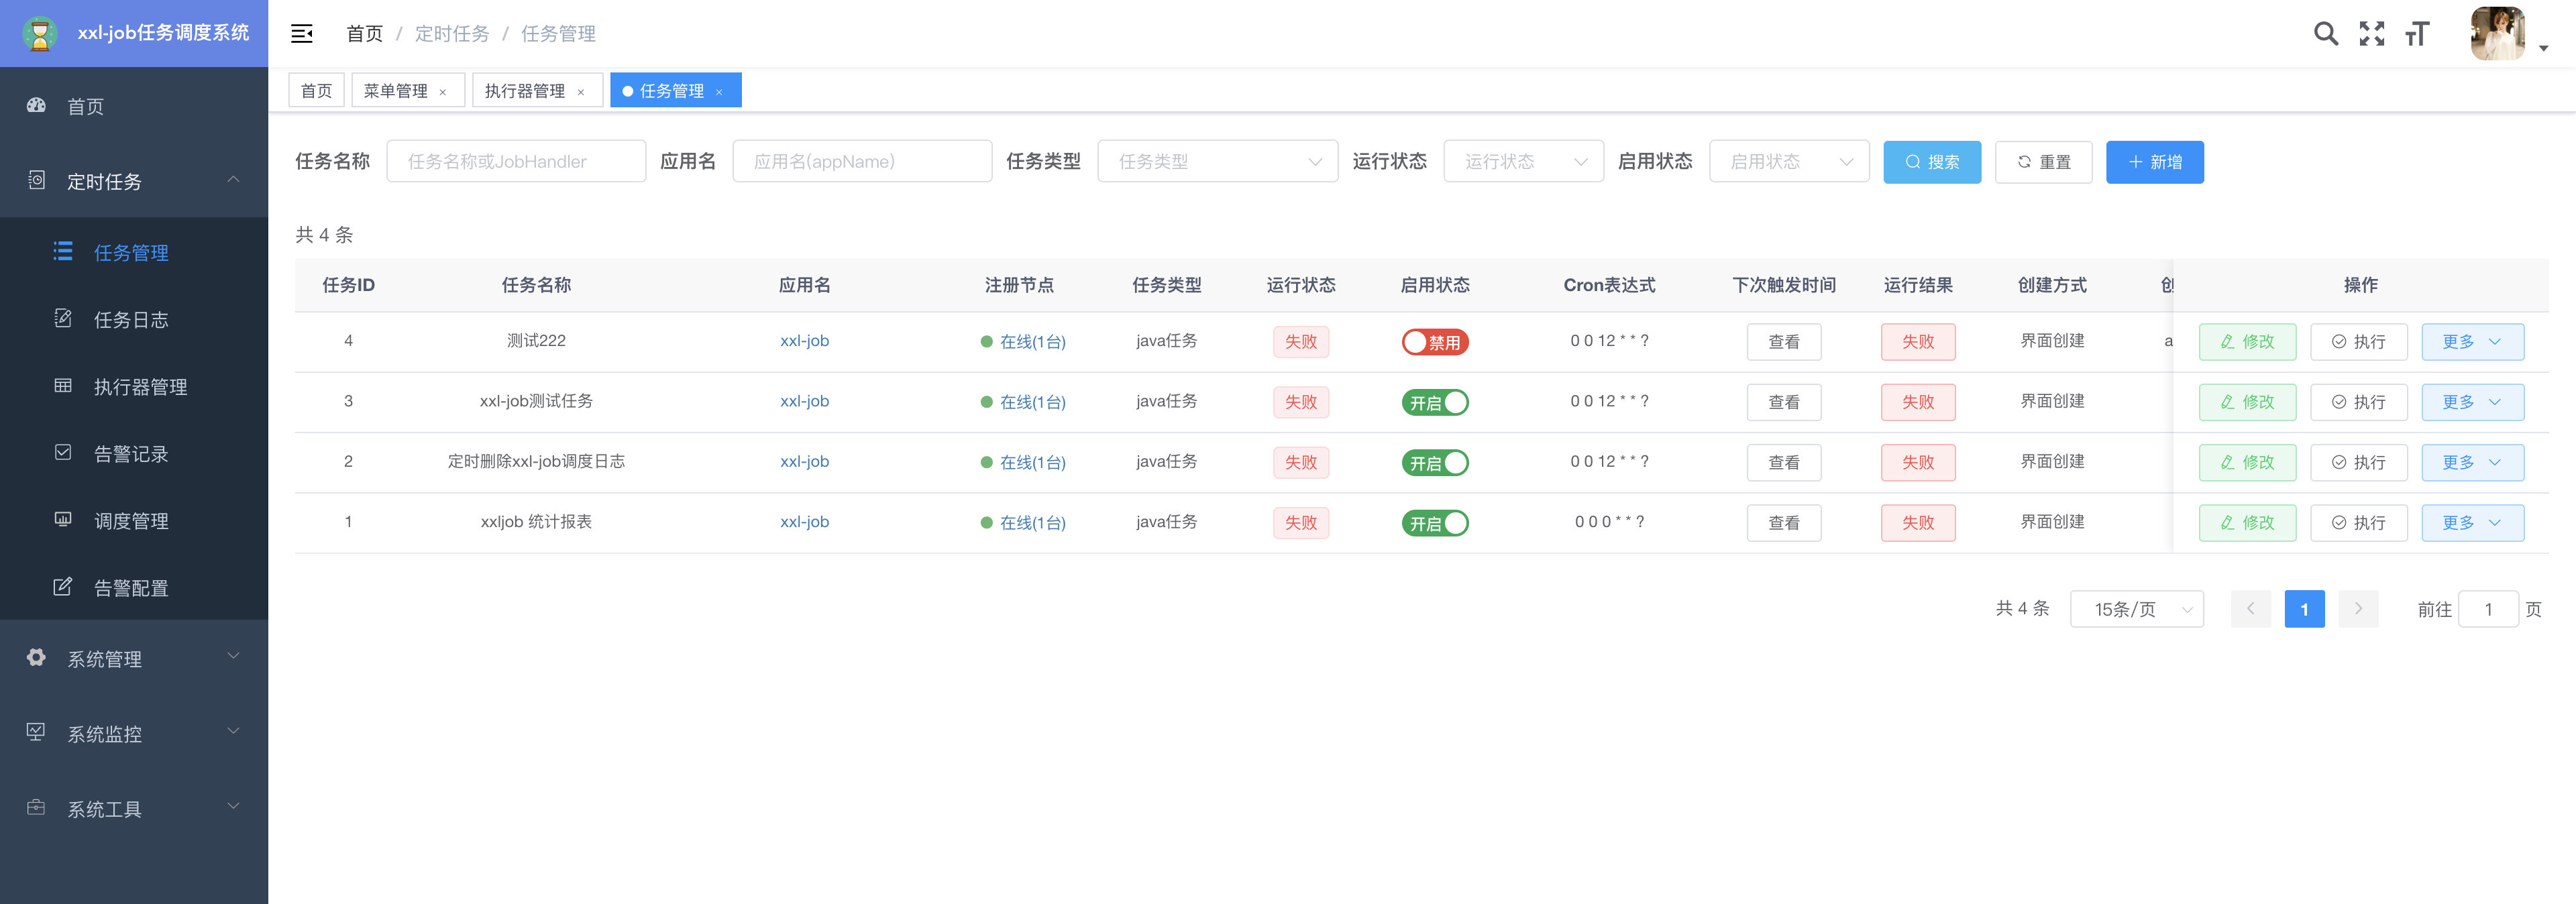 xxl-job任务调度系统
首页 / 定时任务 / 任务管理
首页 菜单管理 × 执行器管理 × 任务管理 ×
首页
定时任务
任务管理
任务日志
执行器管理
告警记录
调度管理
告警配置
系统管理
系统监控
系统工具
任务名称 任务名称或JobHandler 应用名 应用名(appName) 任务类型 任务类型 运行状态 运行状态 启用状态 启用状态 搜索 重置 新增
共 4 条
任务ID 任务名称 应用名 注册节点 任务类型 运行状态 启用状态 Cron表达式 下次触发时间 运行结果 创建方式 操作
4 测试222 xxl-job 在线(1台) java任务 失败 禁用 0 0 12 * * ? 查看 失败 界面创建 a 修改 执行 更多
3 xxl-job测试任务 xxl-job 在线(1台) java任务 失败 开启 0 0 12 * * ? 查看 失败 界面创建 修改 执行 更多
2 定时删除xxl-job调度日志 xxl-job 在线(1台) java任务 失败 开启 0 0 12 * * ? 查看 失败 界面创建 修改 执行 更多
1 xxljob 统计报表 xxl-job 在线(1台) java任务 失败 开启 0 0 0 * * ? 查看 失败 界面创建 修改 执行 更多
共 4 条 15条/页 1 前往 1 页